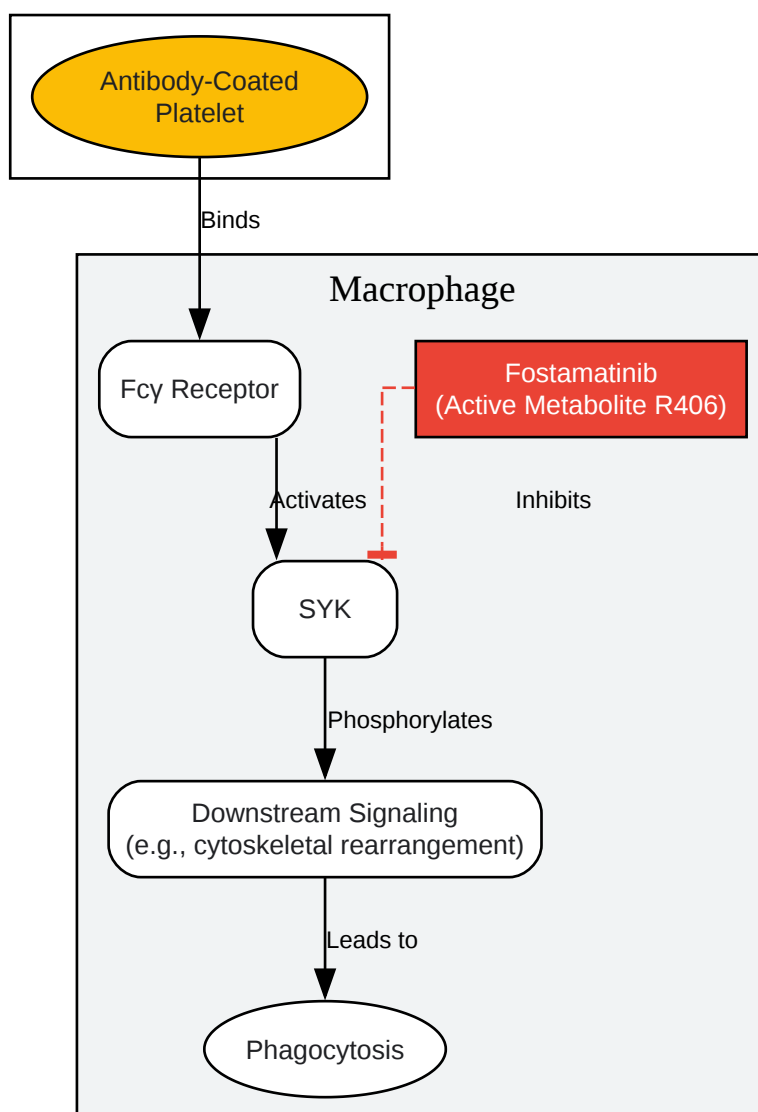 Antibody-Coated
Platelet
Binds
Macrophage
Fcγ Receptor
Fostamatinib
(Active Metabolite R406)
Activates
Inhibits
SYK
Phosphorylates
Downstream Signaling
(e.g., cytoskeletal rearrangement)
Leads to
Phagocytosis